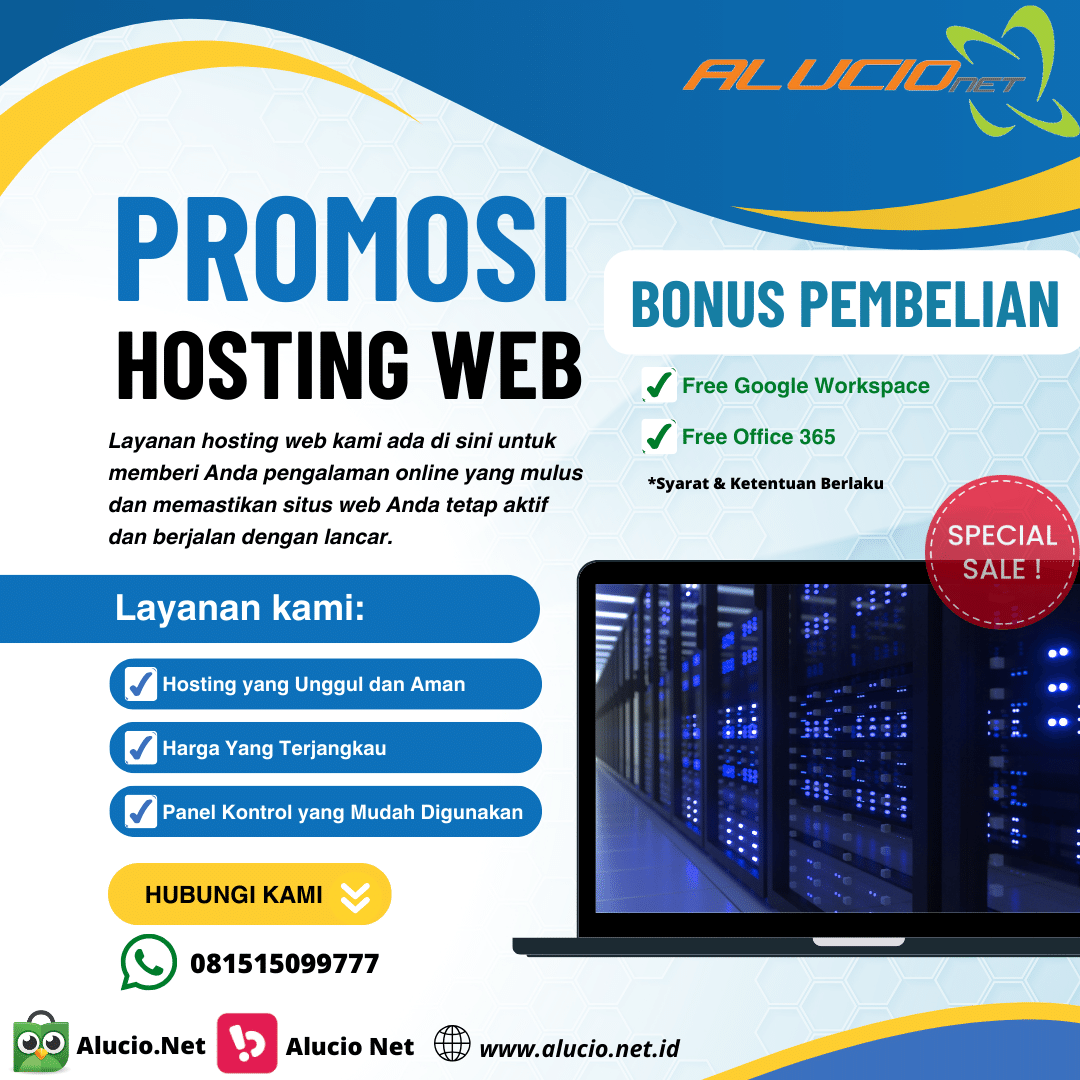 ALUCIO NET
PROMOSI
HOSTING WEB
Layanan hosting web kami ada di sini untuk
memberi Anda pengalaman online yang mulus
dan memastikan situs web Anda tetap aktif
dan berjalan dengan lancar.
BONUS PEMBELIAN
Free Google Workspace
Free Office 365
*Syarat & Ketentuan Berlaku
SPECIAL
SALE !
Layanan kami:
Hosting yang Unggul dan Aman
Harga Yang Terjangkau
Panel Kontrol yang Mudah Digunakan
HUBUNGI KAMI
081515099777
Alucio.Net
Alucio Net
www.alucio.net.id